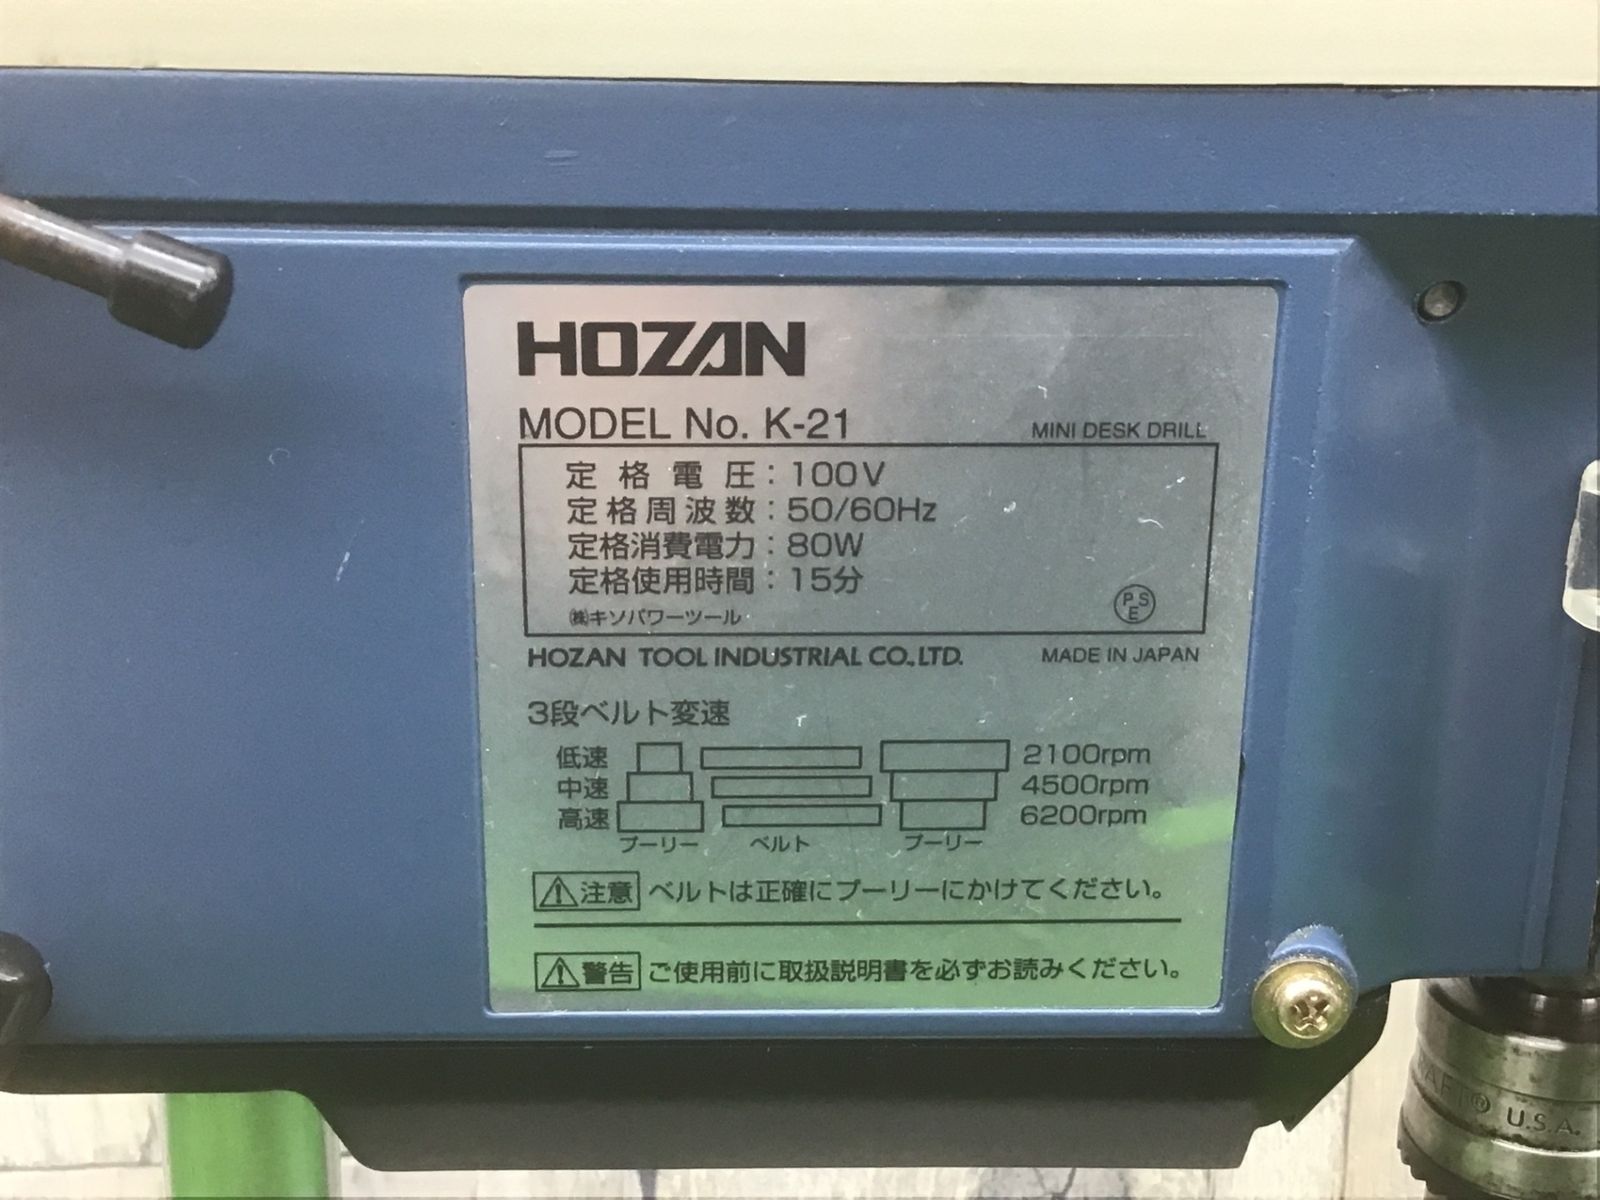 HOZAN
MODEL No. K-21 MINI DESK DRILL
定格電圧：100V
定格周波数：50/60Hz
定格消費電力：80W
定格使用時間：15分
㈱キソパワーツール
PSE
HOZAN TOOL INDUSTRIAL CO.,LTD. MADE IN JAPAN
3段ベルト変速
低速 2100rpm
中速 4500rpm
高速 6200rpm
プーリー ベルト プーリー
⚠注意 ベルトは正確にプーリーにかけてください。
⚠警告 ご使用前に取扱説明書を必ずお読みください。
U.S.A.